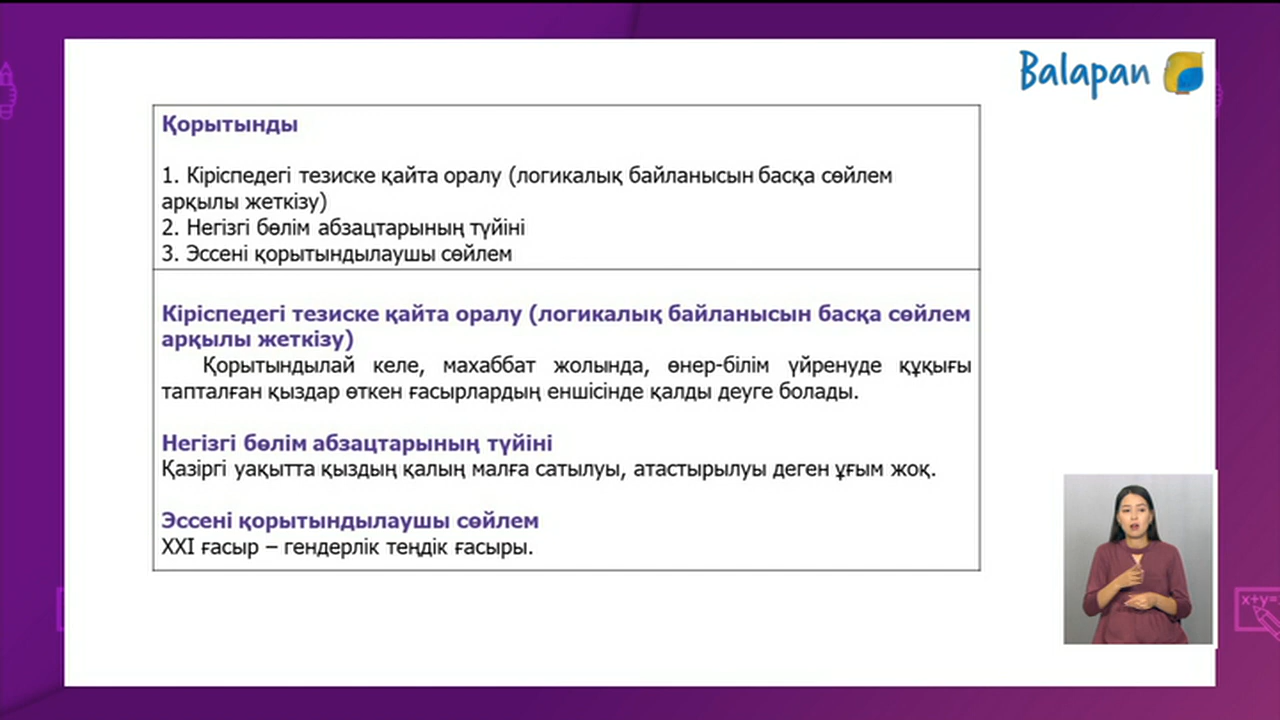 Balapan
Қорытынды
1. Кіріспедегі тезиске қайта оралу (логикалық байланысын басқа сөйлем
арқылы жеткізу)
2. Негізгі бөлім абзацтарының түйіні
3. Эссені қорытындылаушы сөйлем
Кіріспедегі тезиске қайта оралу (логикалық байланысын басқа сөйлем
арқылы жеткізу)
Қорытындылай келе, махаббат жолында, өнер-білім үйренуде құқығы
тапталған қыздар өткен ғасырлардың еншісінде қалды деуге болады.
Негізгі бөлім абзацтарының түйіні
Қазіргі уақытта қыздың қалың малға сатылуы, атастырылуы деген ұғым жоқ.
Эссені қорытындылаушы сөйлем
XXI ғасыр – гендерлік теңдік ғасыры.
x+y=